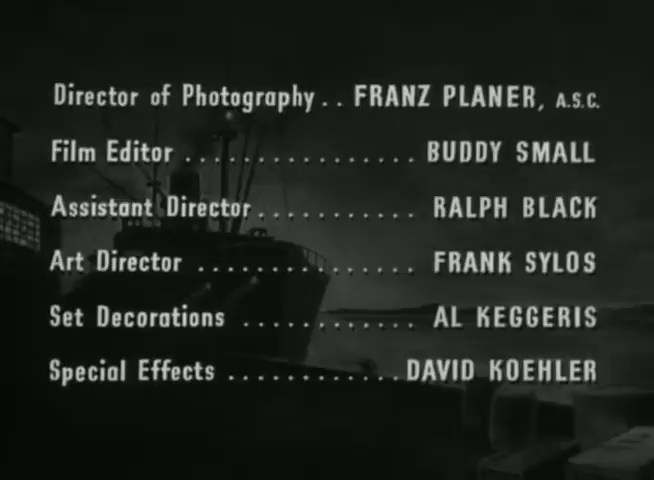 Director of Photography.. FRANZ PLANER, A.S.C.
Film Editor ................ BUDDY SMALL
Assistant Director........... RALPH BLACK
Art Director ............... FRANK SYLOS
Set Decorations ............ AL KEGGERIS
Special Effects ............DAVID KOEHLER